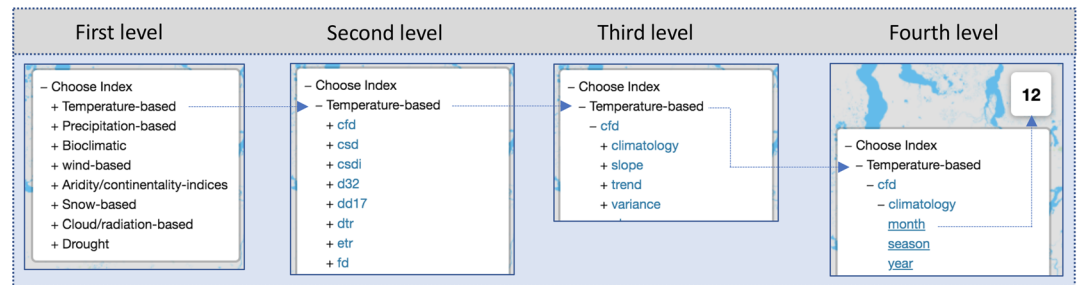 First level
Second level
Third level
Fourth level
– Choose Index
+ Temperature-based
+ Precipitation-based
+ Bioclimatic
+ wind-based
+ Aridity/continentality-indices
+ Snow-based
+ Cloud/radiation-based
+ Drought
– Choose Index
– Temperature-based
+ cfd
+ csd
+ csdi
+ d32
+ dd17
+ dtr
+ etr
+ fd
– Choose Index
– Temperature-based
– cfd
+ climatology
+ slope
+ trend
+ variance
12
– Choose Index
– Temperature-based
– cfd
– climatology
month
season
year